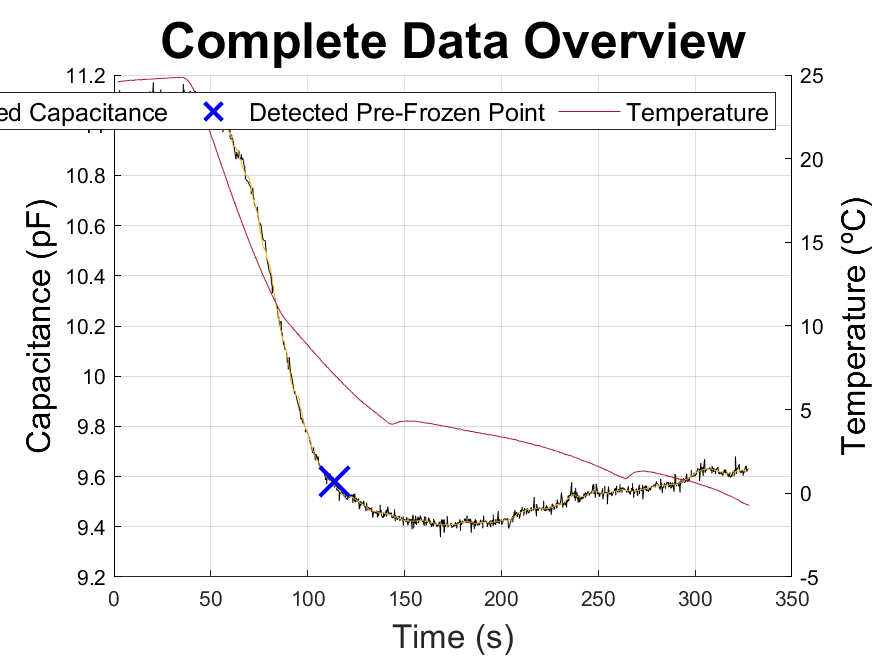 Complete Data Overview
ed Capacitance Detected Pre-Frozen Point Temperature
11.2
10.8
10.6
10.4
10.2
10
9.8
9.6
9.4
9.2
Capacitance (pF)
25
20
15
10
5
0
-5
Temperature (ºC)
0 50 100 150 200 250 300 350
Time (s)